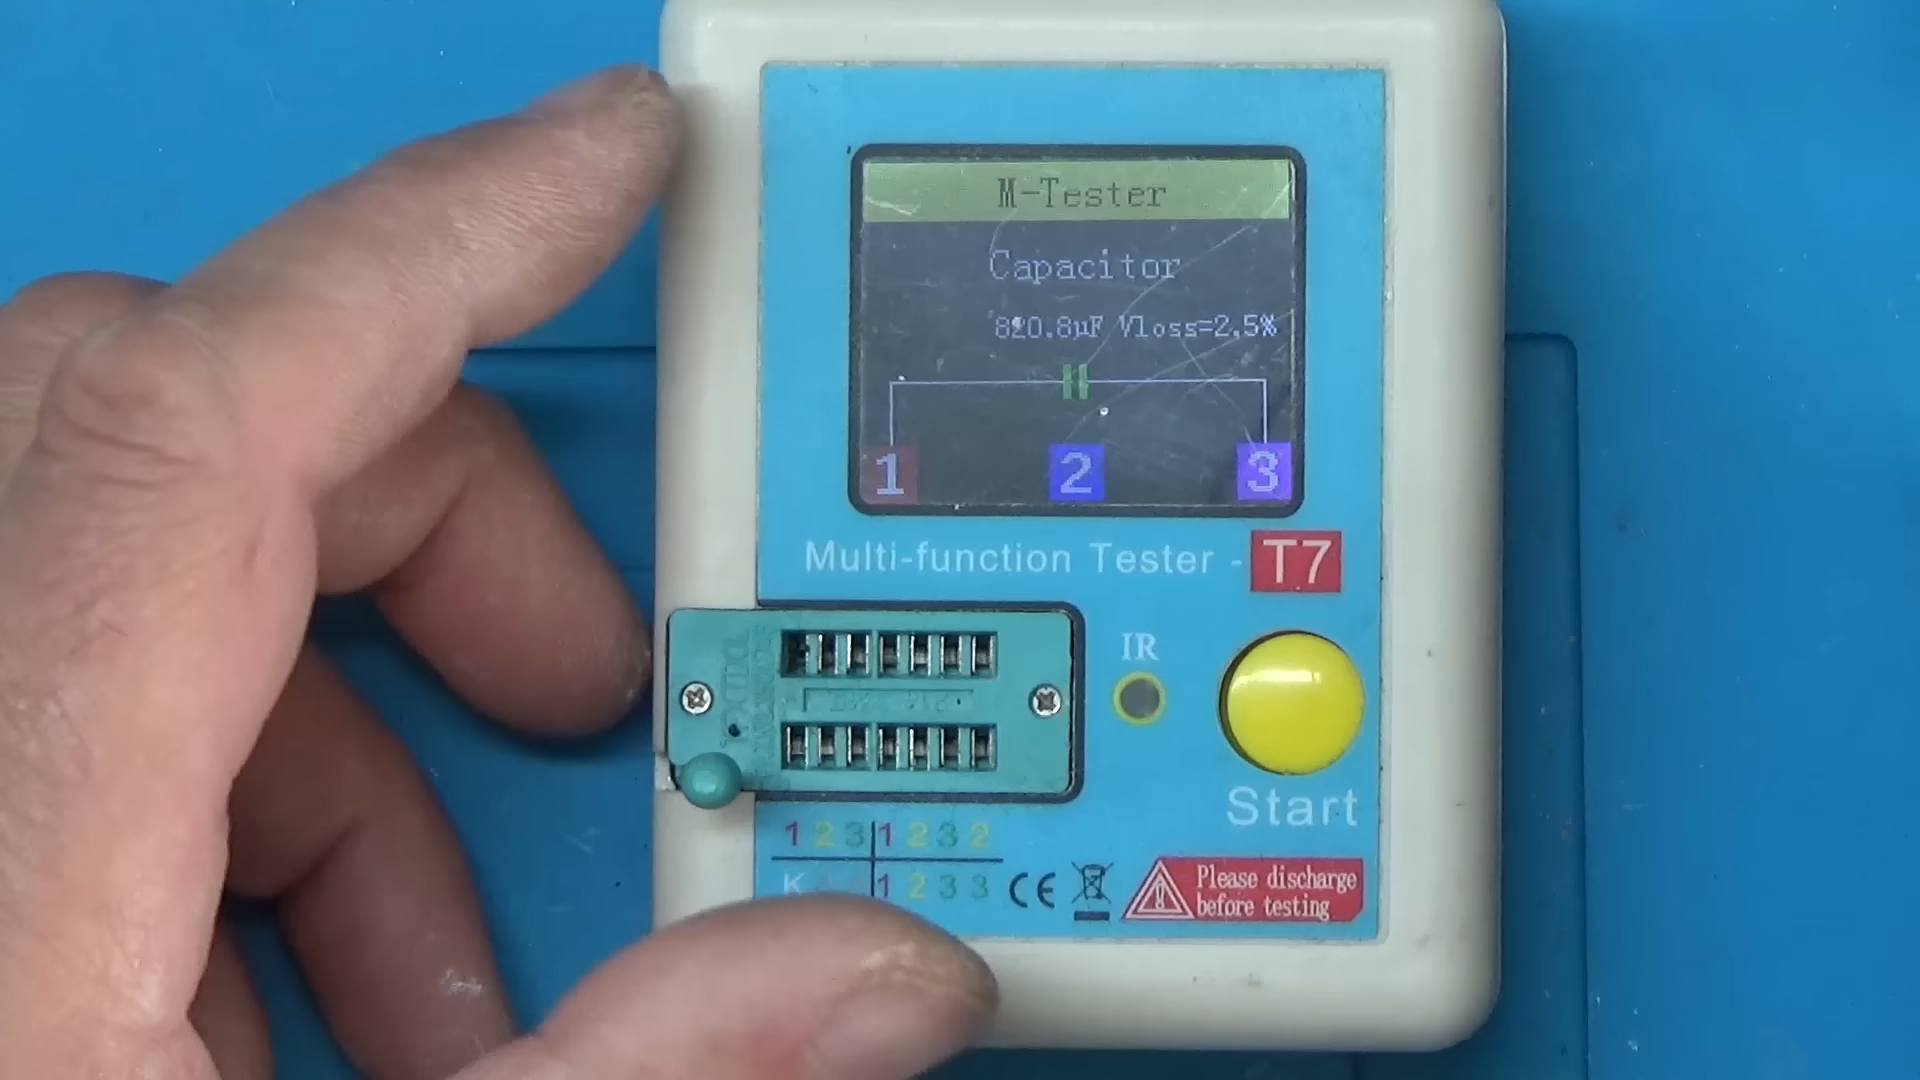 M-Tester
Capacitor
820.8µF Vloss=2.5%
1 2 3
Multi-function Tester - T7
IR
Start
1 2 3 1 2 3 2
K 1 2 3 3
CE
Please discharge
before testing